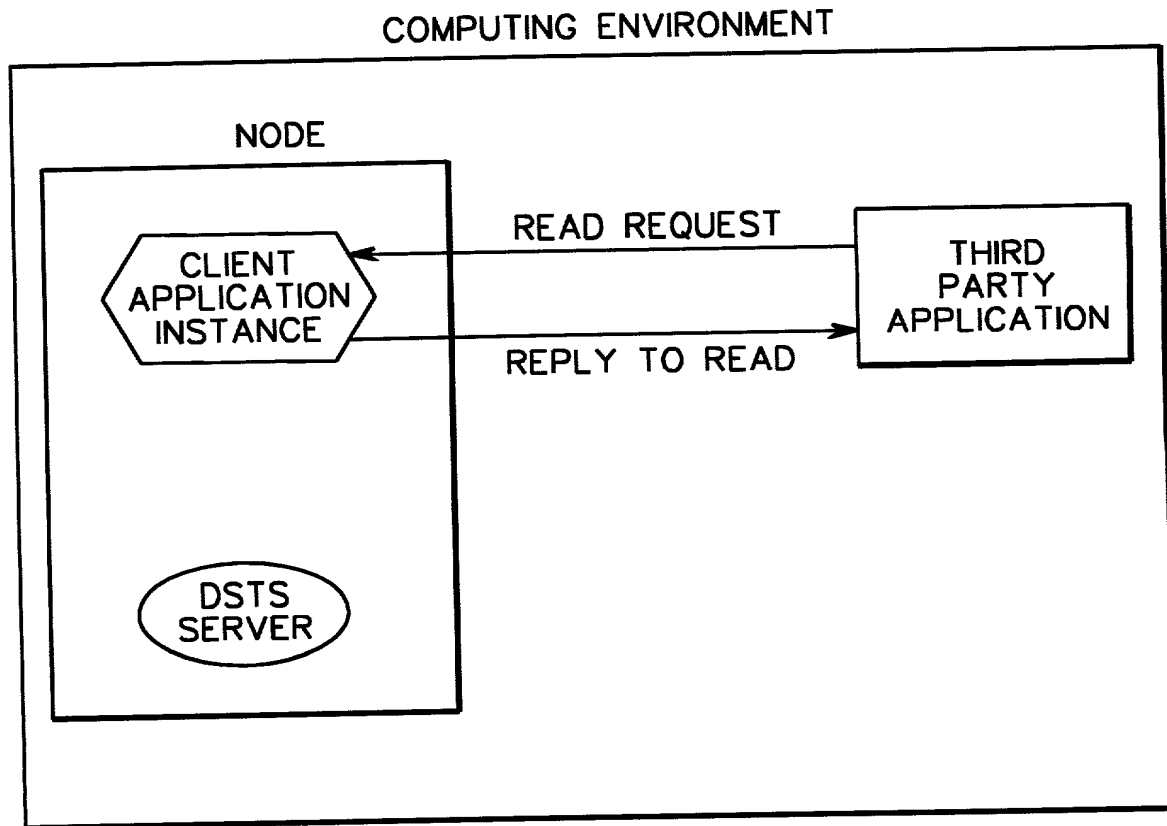 COMPUTING ENVIRONMENT
NODE
READ REQUEST
CLIENT
APPLICATION
INSTANCE
THIRD
PARTY
APPLICATION
REPLY TO READ
DSTS
SERVER